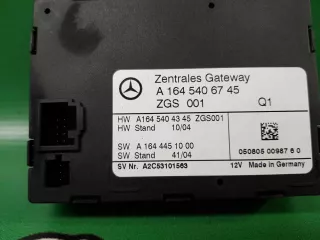 Zentrales Gateway
A 164 540 67 45
ZGS 001 Q1
HW A164 540 43 45 ZGS001
HW Stand 10/04
SW A 164 445 10 00
SW Stand 41/04
050805 00987 6 0
SV Nr. A2C53101563 12V Made in Germany